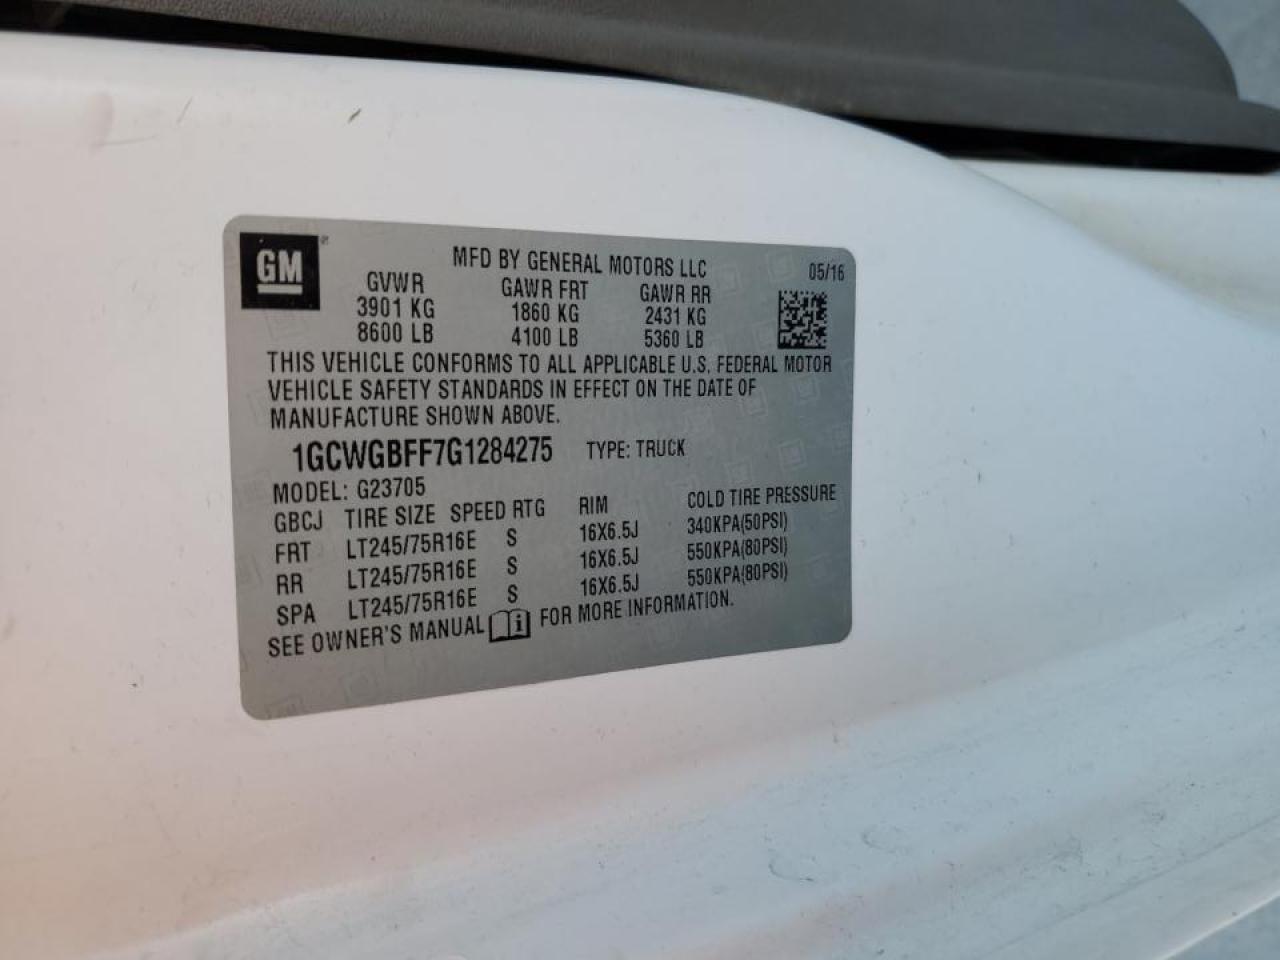 GM
MFD BY GENERAL MOTORS LLC 05/16
GVWR GAWR FRT GAWR RR
3901 KG 1860 KG 2431 KG
8600 LB 4100 LB 5360 LB
THIS VEHICLE CONFORMS TO ALL APPLICABLE U.S. FEDERAL MOTOR
VEHICLE SAFETY STANDARDS IN EFFECT ON THE DATE OF
MANUFACTURE SHOWN ABOVE.
1GCWGBFF7G1284275 TYPE: TRUCK
MODEL: G23705
GBCJ TIRE SIZE SPEED RTG RIM COLD TIRE PRESSURE
FRT LT245/75R16E S 16X6.5J 340KPA(50PSI)
RR LT245/75R16E S 16X6.5J 550KPA(80PSI)
SPA LT245/75R16E S 16X6.5J 550KPA(80PSI)
SEE OWNER'S MANUAL i FOR MORE INFORMATION.